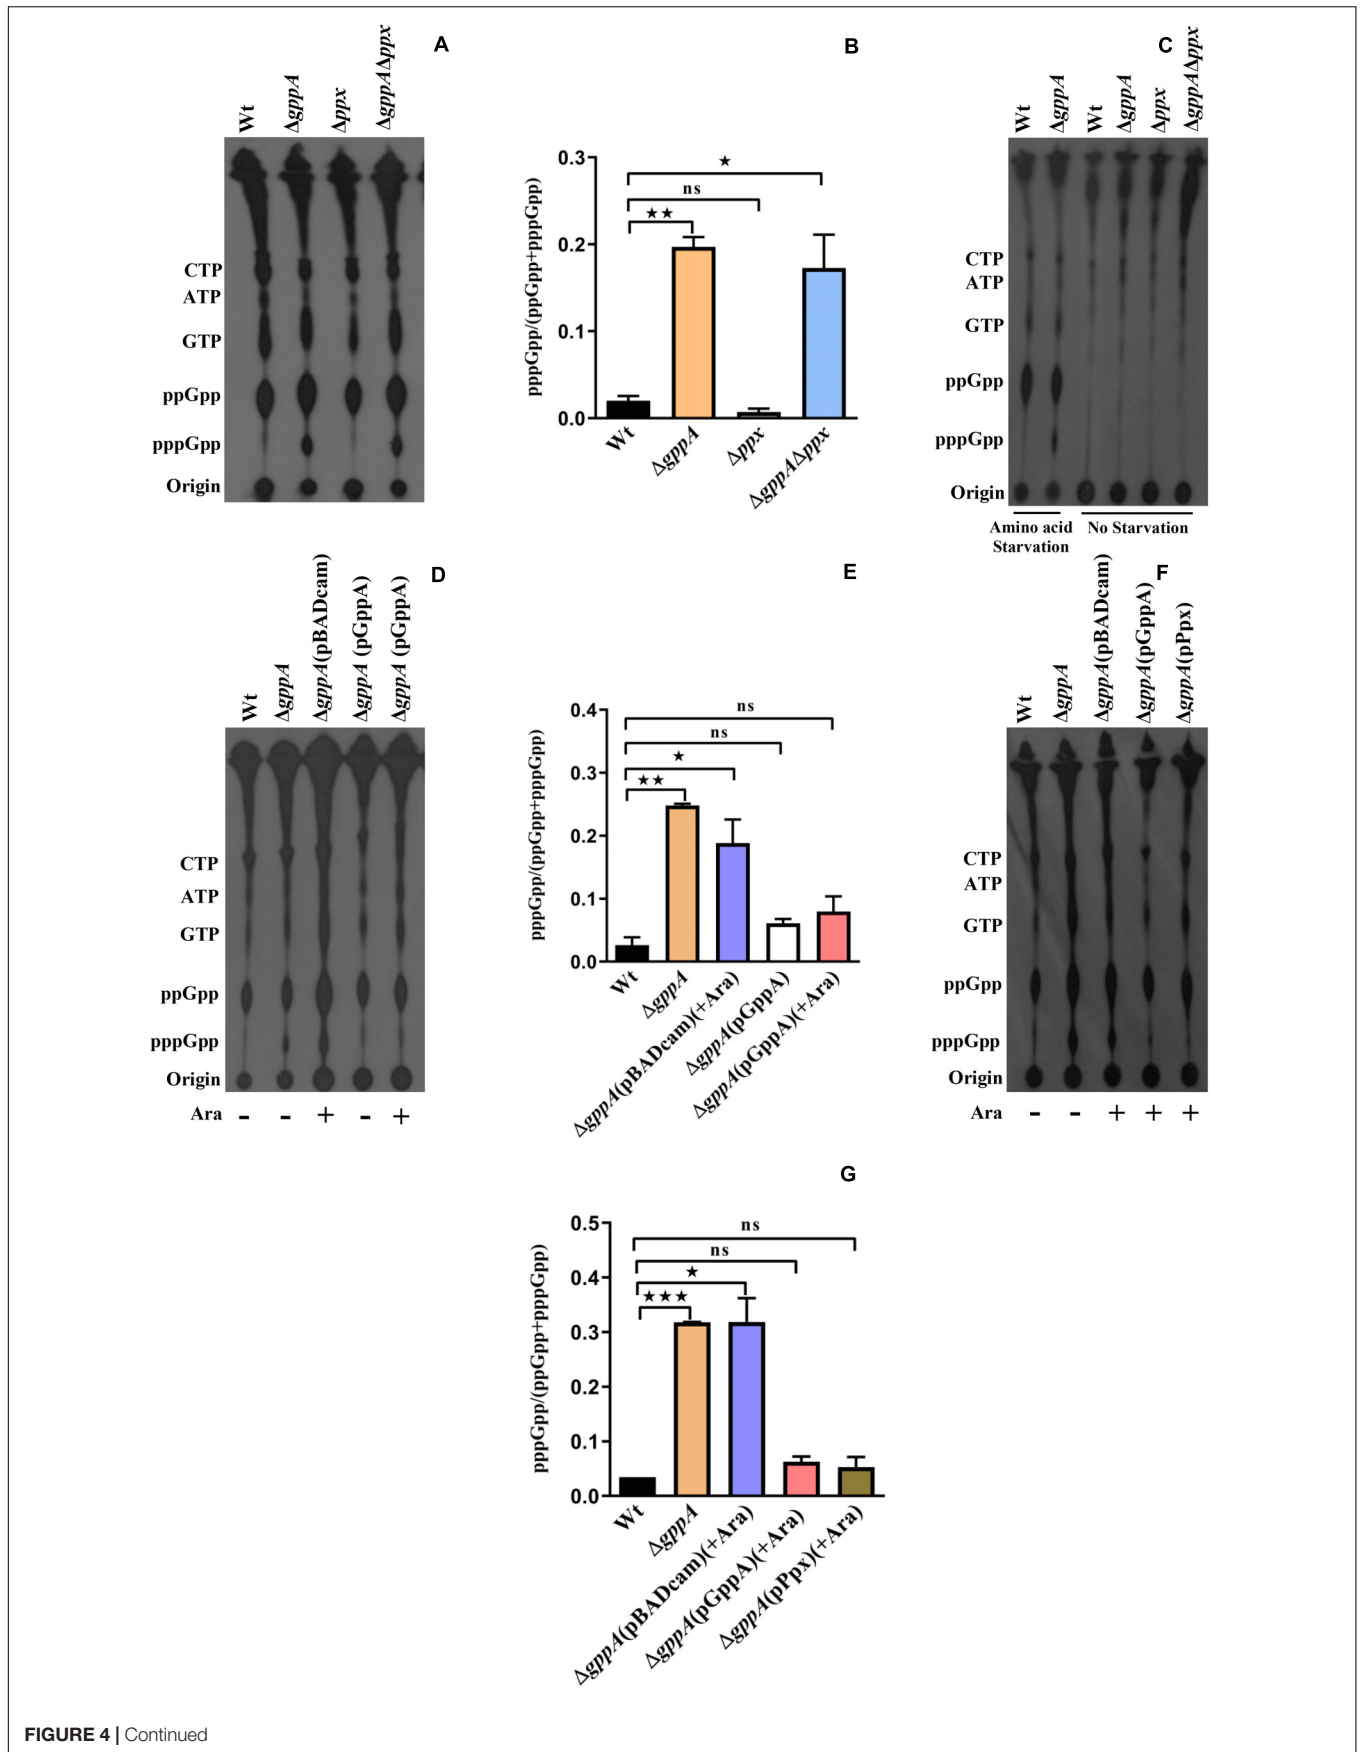 A
Wt
ΔgppA
Δppx
ΔgppAΔppx
CTP
ATP
GTP
ppGpp
pppGpp
Origin
B
pppGpp/(ppGpp+pppGpp)
0.3
0.2
0.1
0.0
★
ns
★★
Wt
ΔgppA
Δppx
ΔgppAΔppx
C
Wt
ΔgppA
Wt
ΔgppA
Δppx
ΔgppAΔppx
CTP
ATP
GTP
ppGpp
pppGpp
Origin
Amino acid
Starvation
No Starvation
D
Wt
ΔgppA
ΔgppA(pBADcam)
ΔgppA (pGppA)
ΔgppA (pGppA)
CTP
ATP
GTP
ppGpp
pppGpp
Origin
Ara - - + - +
E
pppGpp/(ppGpp+pppGpp)
0.4
0.3
0.2
0.1
0.0
ns
ns
★
★★
Wt
ΔgppA
ΔgppA(pBADcam)(+Ara)
ΔgppA(pGppA)
ΔgppA(pGppA)(+Ara)
F
Wt
ΔgppA
ΔgppA(pBADcam)
ΔgppA(pGppA)
ΔgppA(pPpx)
CTP
ATP
GTP
ppGpp
pppGpp
Origin
Ara - - + + +
G
pppGpp/(ppGpp+pppGpp)
0.5
0.4
0.3
0.2
0.1
0.0
ns
ns
★
★★★
Wt
ΔgppA
ΔgppA(pBADcam)(+Ara)
ΔgppA(pGppA)(+Ara)
ΔgppA(pPpx)(+Ara)
FIGURE 4 | Continued